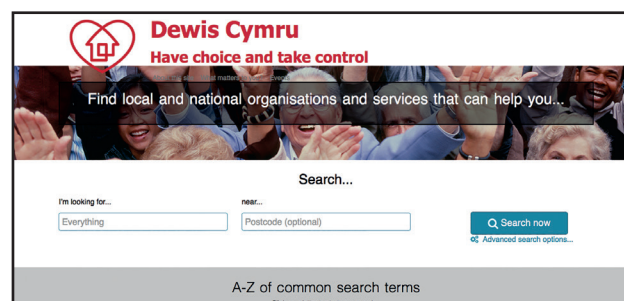 Dewis Cymru
Have choice and take control
Find local and national organisations and services that can help you...
Search...
I'm looking for...
near...
Everything
Postcode (optional)
Search now
Advanced search options...
A-Z of common search terms